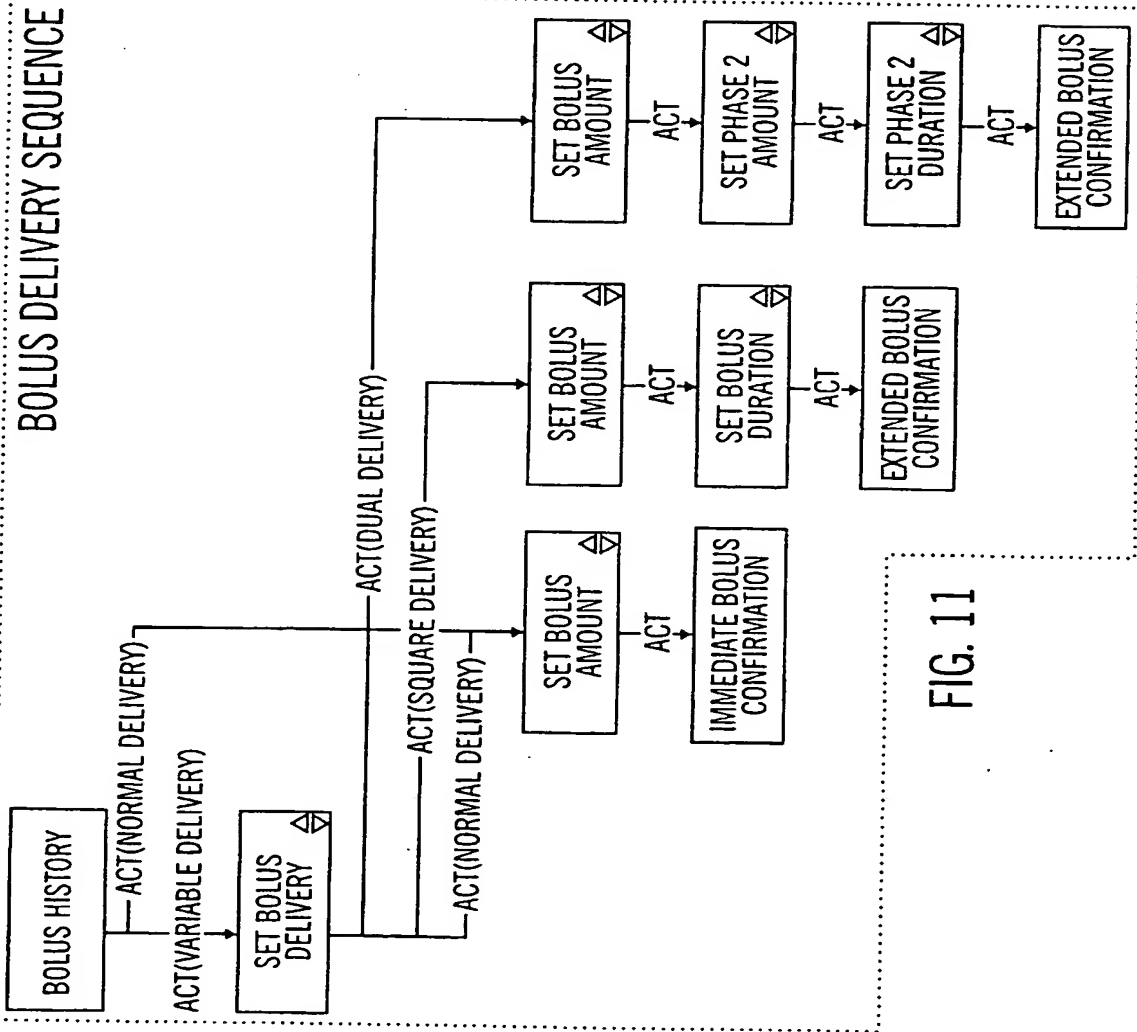 BOLUS DELIVERY SEQUENCE
BOLUS HISTORY
ACT(NORMAL DELIVERY)
ACT(VARIABLE DELIVERY)
SET BOLUS
DELIVERY
ACT(DUAL DELIVERY)
ACT(SQUARE DELIVERY)
ACT(NORMAL DELIVERY)
SET BOLUS
AMOUNT
ACT
IMMEDIATE BOLUS
CONFIRMATION
SET BOLUS
AMOUNT
ACT
SET BOLUS
DURATION
ACT
EXTENDED BOLUS
CONFIRMATION
SET BOLUS
AMOUNT
ACT
SET PHASE 2
AMOUNT
ACT
SET PHASE 2
DURATION
ACT
EXTENDED BOLUS
CONFIRMATION
FIG. 11